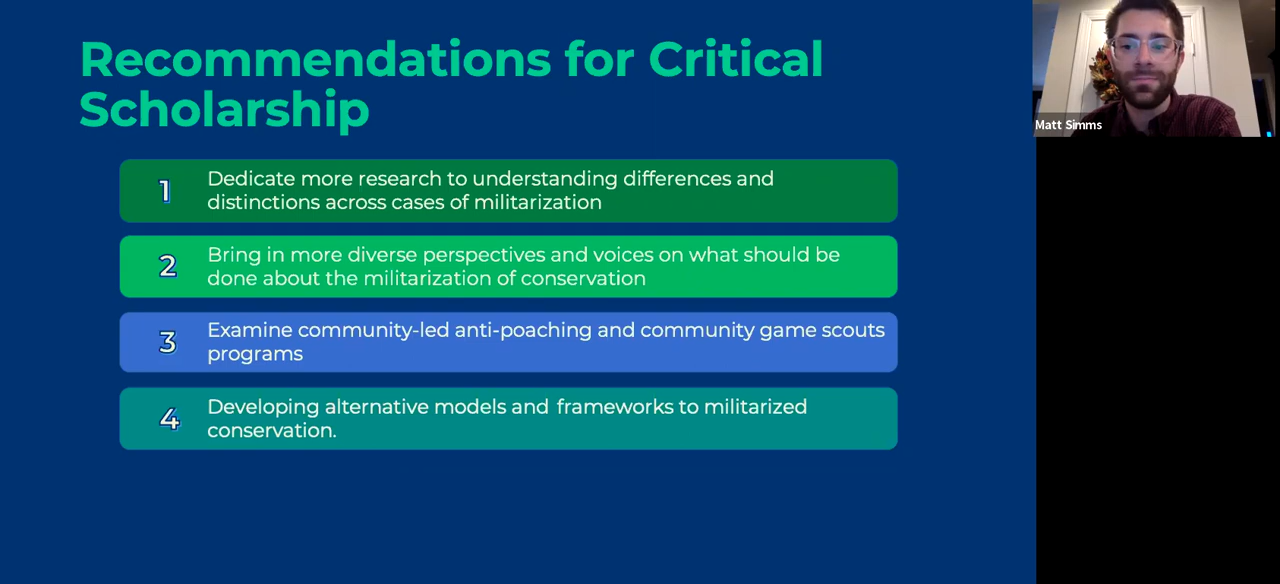 Recommendations for Critical
Scholarship
1
Dedicate more research to understanding differences and
distinctions across cases of militarization
2
Bring in more diverse perspectives and voices on what should be
done about the militarization of conservation
3
Examine community-led anti-poaching and community game scouts
programs
4
Developing alternative models and frameworks to militarized
conservation.
Matt Simms